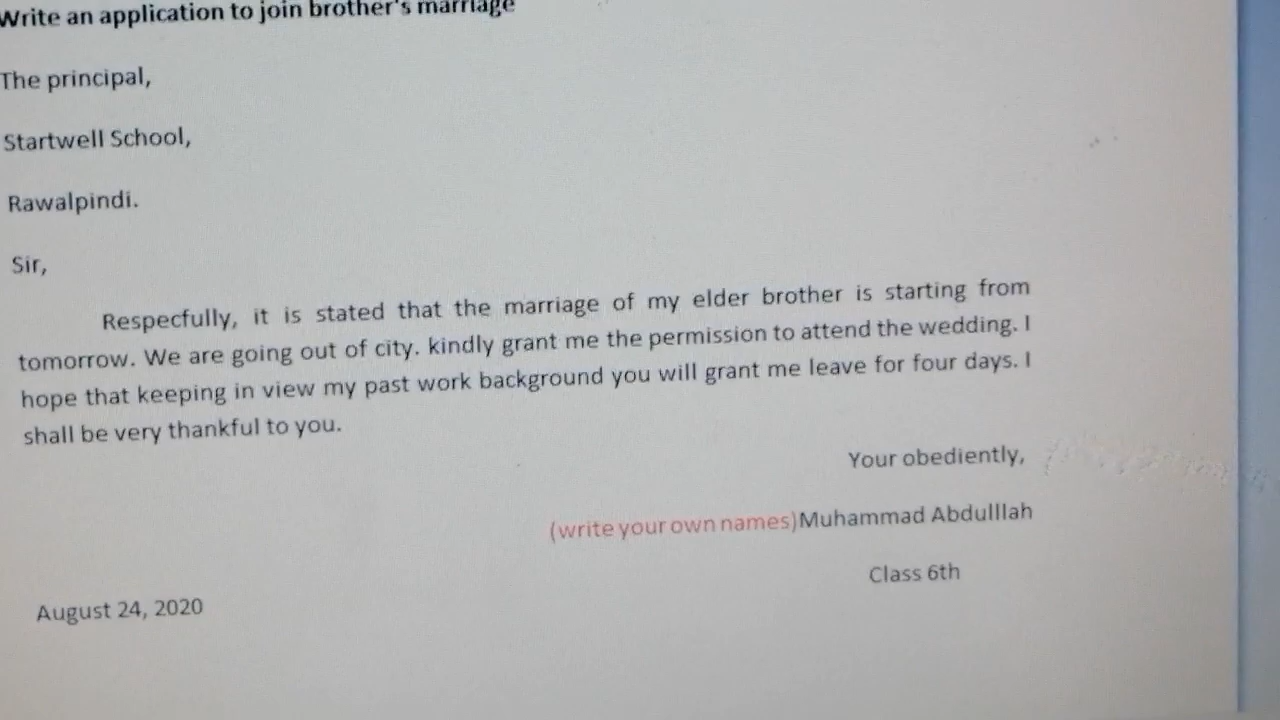 Write an application to join brother's marriage
The principal,
Startwell School,
Rawalpindi.
Sir,
Respecfully, it is stated that the marriage of my elder brother is starting from
tomorrow. We are going out of city. kindly grant me the permission to attend the wedding. I
hope that keeping in view my past work background you will grant me leave for four days. I
shall be very thankful to you.
Your obediently,
(write your own names)Muhammad Abdulllah
Class 6th
August 24, 2020